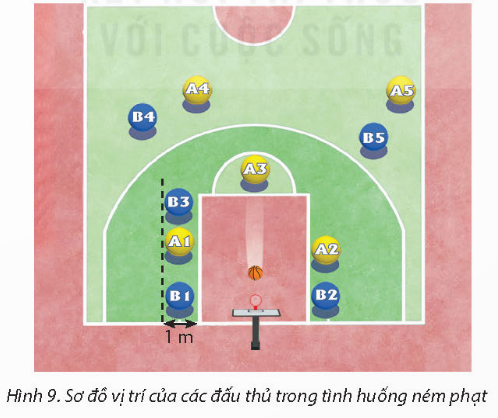 VỚI CUỘC SỐNG
A4
A5
B4
B5
A3
B3
A1
A2
B1
B2
1 m
Hình 9. Sơ đồ vị trí của các đấu thủ trong tình huống ném phạt